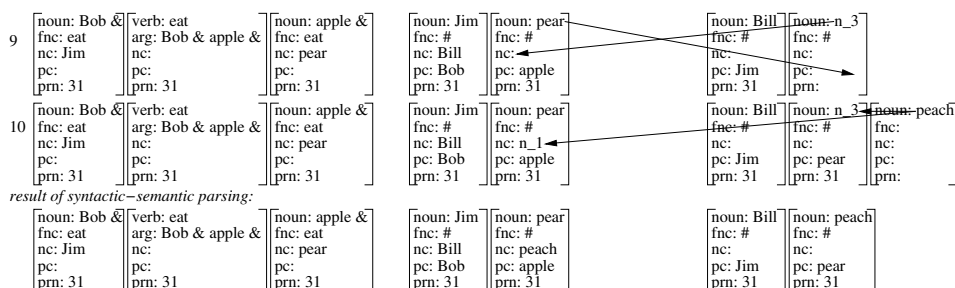 noun: Bob & verb: eat noun: apple & noun: Jim noun: pear noun: Bill noun: n_3
9 fnc: eat arg: Bob & apple & fnc: eat fnc: # fnc: # fnc: # fnc: #
nc: Jim nc: nc: pear nc: Bill nc: nc: nc:
pc: pc: pc: pc: Bob pc: apple pc: Jim pc:
prn: 31 prn: 31 prn: 31 prn: 31 prn: 31 prn: 31 prn:
noun: Bob & verb: eat noun: apple & noun: Jim noun: pear noun: Bill noun: n_3 noun: peach
10 fnc: eat arg: Bob & apple & fnc: eat fnc: # fnc: # fnc: # fnc: # fnc:
nc: Jim nc: nc: pear nc: Bill nc: n_1 nc: nc: nc:
pc: pc: pc: pc: Bob pc: apple pc: Jim pc: pear pc:
prn: 31 prn: 31 prn: 31 prn: 31 prn: 31 prn: 31 prn: 31 prn:
result of syntactic−semantic parsing:
noun: Bob & verb: eat noun: apple & noun: Jim noun: pear noun: Bill noun: peach
fnc: eat arg: Bob & apple & fnc: eat fnc: # fnc: # fnc: # fnc: #
nc: Jim nc: nc: pear nc: Bill nc: peach nc: nc:
pc: pc: pc: pc: Bob pc: apple pc: Jim pc: pear
prn: 31 prn: 31 prn: 31 prn: 31 prn: 31 prn: 31 prn: 31